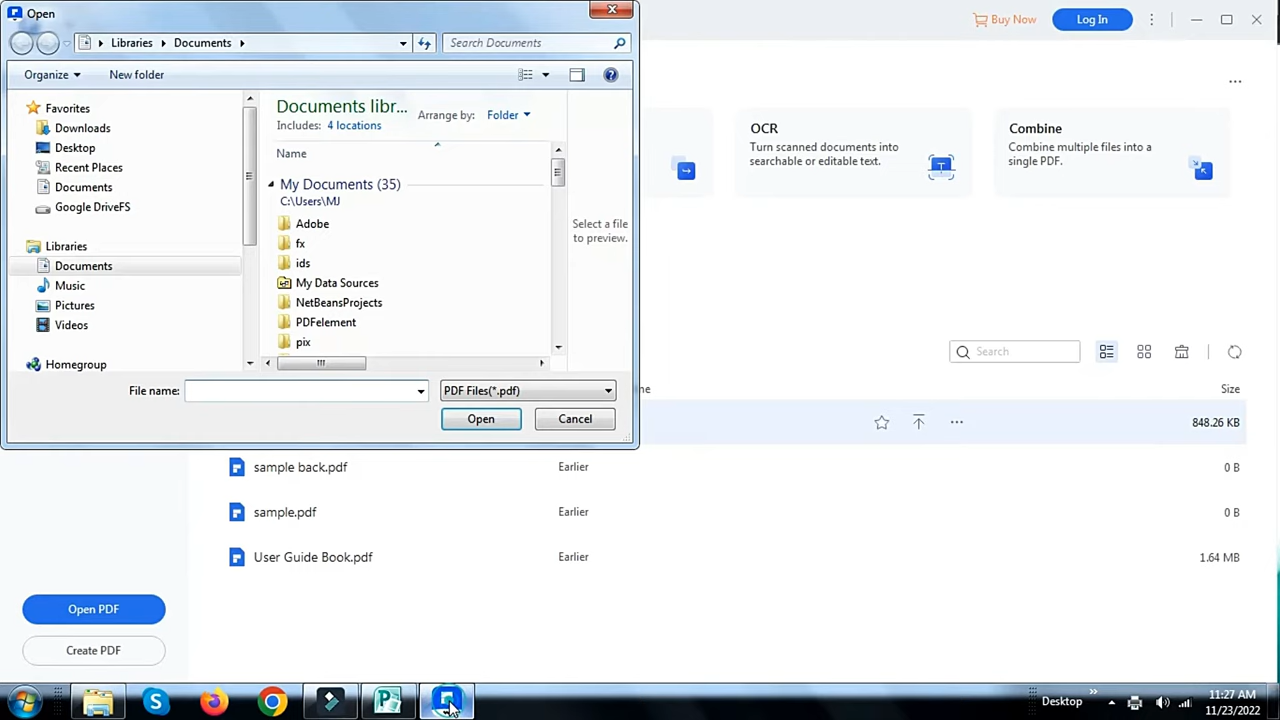 Open
Buy Now
Log In
Libraries
Documents
Search Documents
Organize
New folder
Favorites
Downloads
Desktop
Recent Places
Documents
Google DriveFS
Libraries
Documents
Music
Pictures
Videos
Homegroup
Documents libr...
Includes: 4 locations
Arrange by:
Folder
Name
My Documents (35)
C:\Users\MJ
Adobe
fx
ids
My Data Sources
NetBeansProjects
PDFelement
pix
Select a file
to preview.
File name:
PDF Files(*.pdf)
Open
Cancel
OCR
Turn scanned documents into
searchable or editable text.
Combine
Combine multiple files into a
single PDF.
Search
Size
848.26 KB
sample back.pdf
Earlier
0 B
sample.pdf
Earlier
0 B
User Guide Book.pdf
Earlier
1.64 MB
Open PDF
Create PDF
Desktop
11:27 AM
11/23/2022